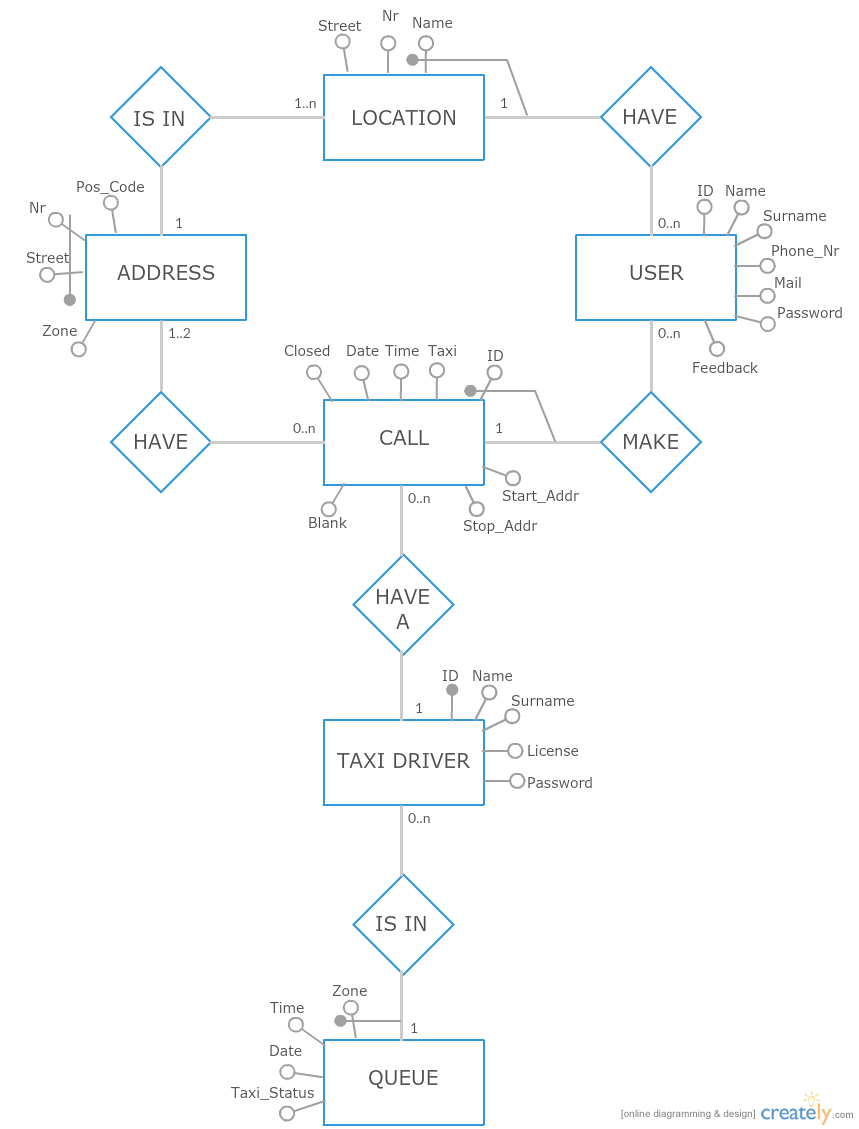 Nr
Name
Street
1..n
1
IS IN
LOCATION
HAVE
Pos_Code
ID
Name
Nr
Surname
1
0..n
Street
Phone_Nr
ADDRESS
USER
Mail
Zone
Password
1..2
0..n
Closed
Date
Time
Taxi
ID
Feedback
0..n
1
HAVE
CALL
MAKE
0..n
Start_Addr
Blank
Stop_Addr
HAVE
A
ID
Name
1
Surname
TAXI DRIVER
License
Password
0..n
IS IN
Zone
Time
1
Date
QUEUE
Taxi_Status
[online diagramming & design] creately.com